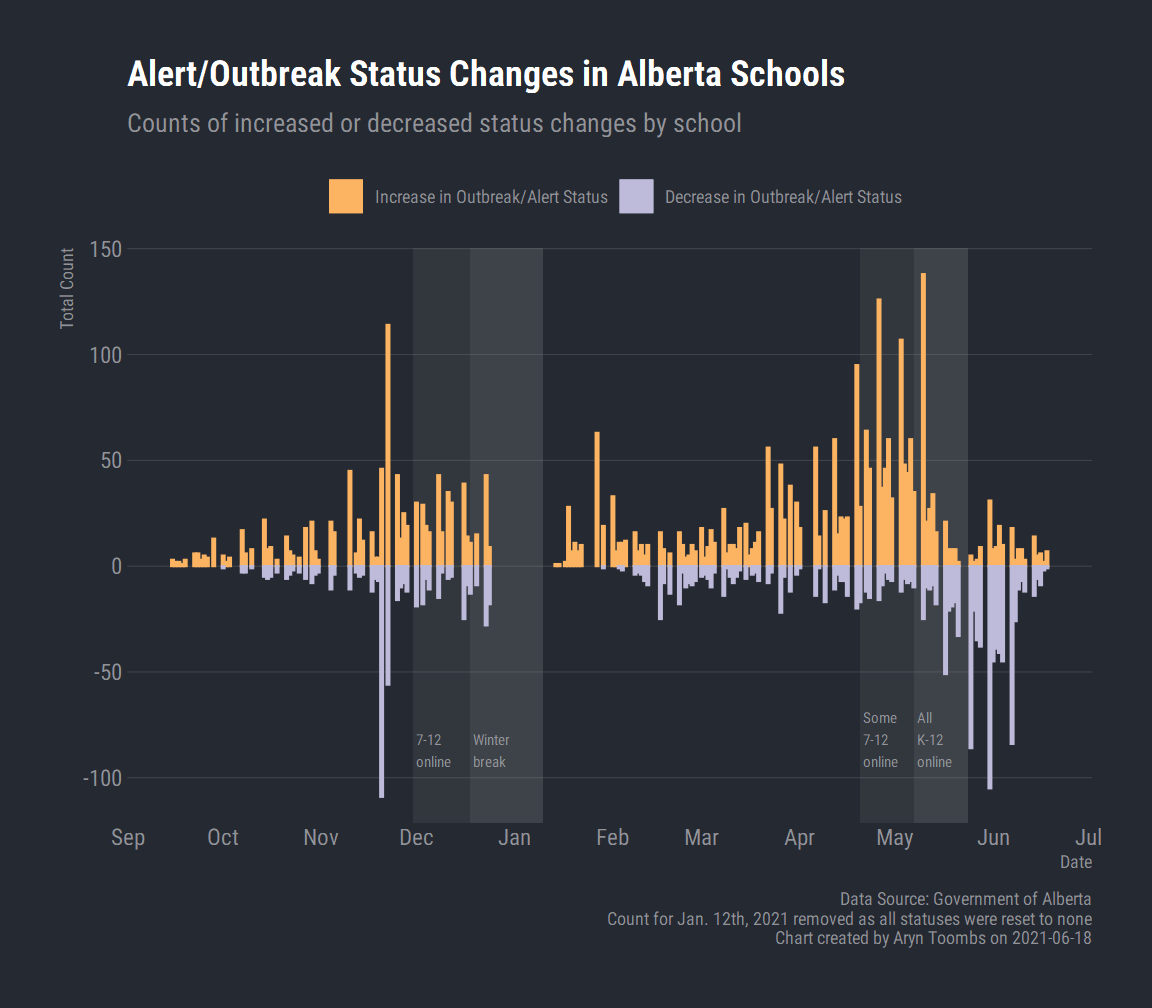 Alert/Outbreak Status Changes in Alberta Schools
Counts of increased or decreased status changes by school
Increase in Outbreak/Alert Status
Decrease in Outbreak/Alert Status
Total Count
150
100
50
0
-50
-100
7-12
online
Winter
break
Some
7-12
online
All
K-12
online
Sep
Oct
Nov
Dec
Jan
Feb
Mar
Apr
May
Jun
Jul
Date
Data Source: Government of Alberta
Count for Jan. 12th, 2021 removed as all statuses were reset to none
Chart created by Aryn Toombs on 2021-06-18